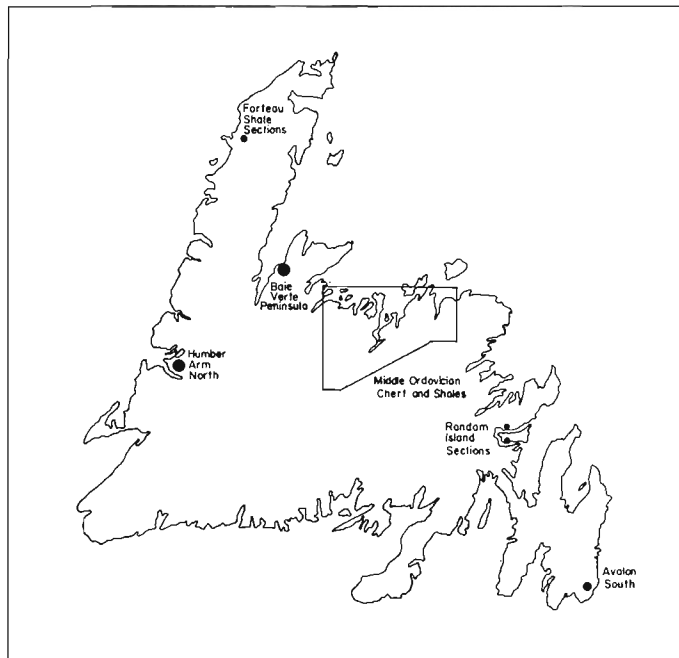 Forteau
Shale
Sections
Baie
Verte
Peninsula
Humber
Arm
North
Middle Ordovician
Chert and Shales
Random
Island
Sections
Avalon
South